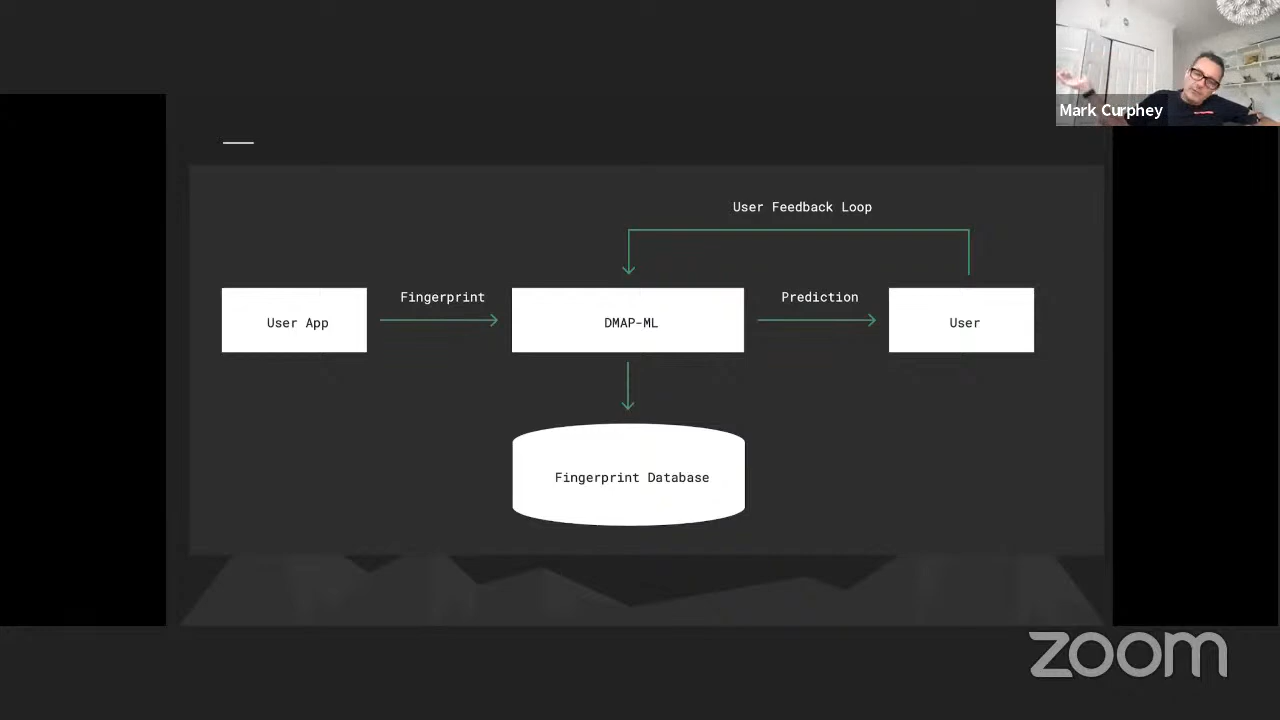 Mark Curphey
User Feedback Loop
Fingerprint
Prediction
User App
DMAP-ML
User
Fingerprint Database
zoom